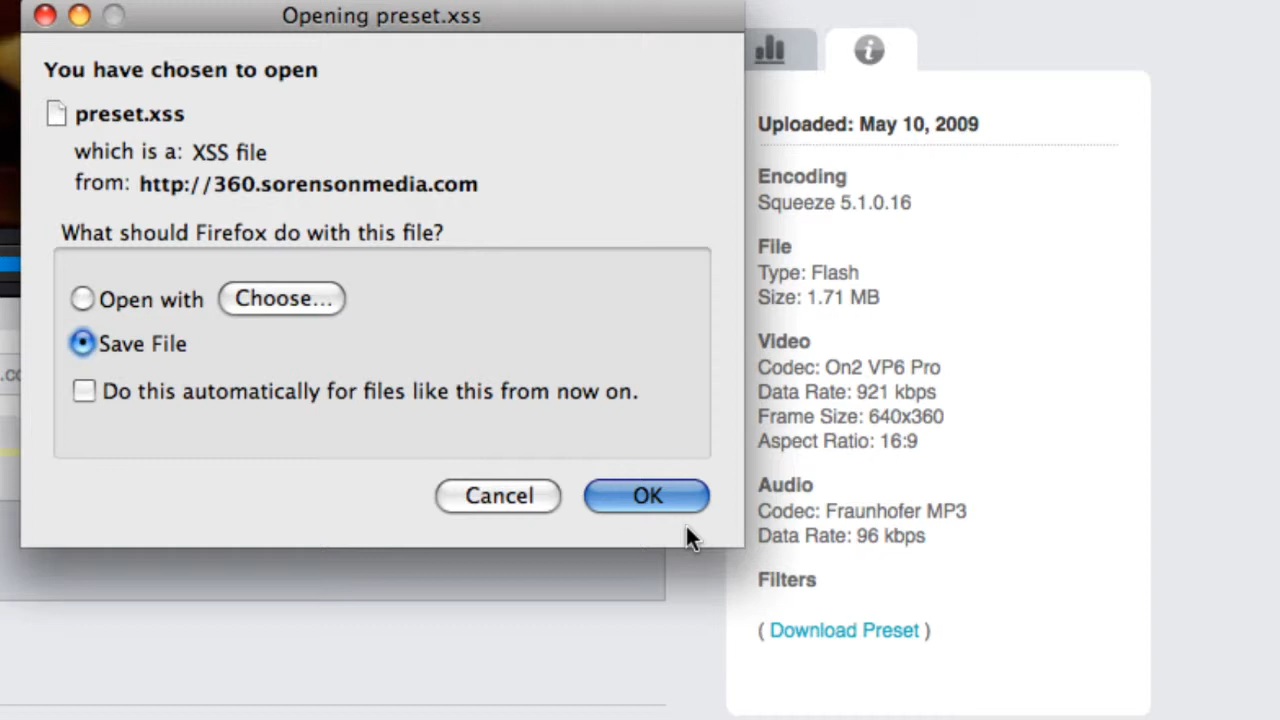 Opening preset.xss
You have chosen to open
preset.xss
which is a: XSS file
from: http://360.sorensonmedia.com
What should Firefox do with this file?
Open with Choose...
Save File
Do this automatically for files like this from now on.
Cancel OK
Uploaded: May 10, 2009
Encoding
Squeeze 5.1.0.16
File
Type: Flash
Size: 1.71 MB
Video
Codec: On2 VP6 Pro
Data Rate: 921 kbps
Frame Size: 640x360
Aspect Ratio: 16:9
Audio
Codec: Fraunhofer MP3
Data Rate: 96 kbps
Filters
( Download Preset )